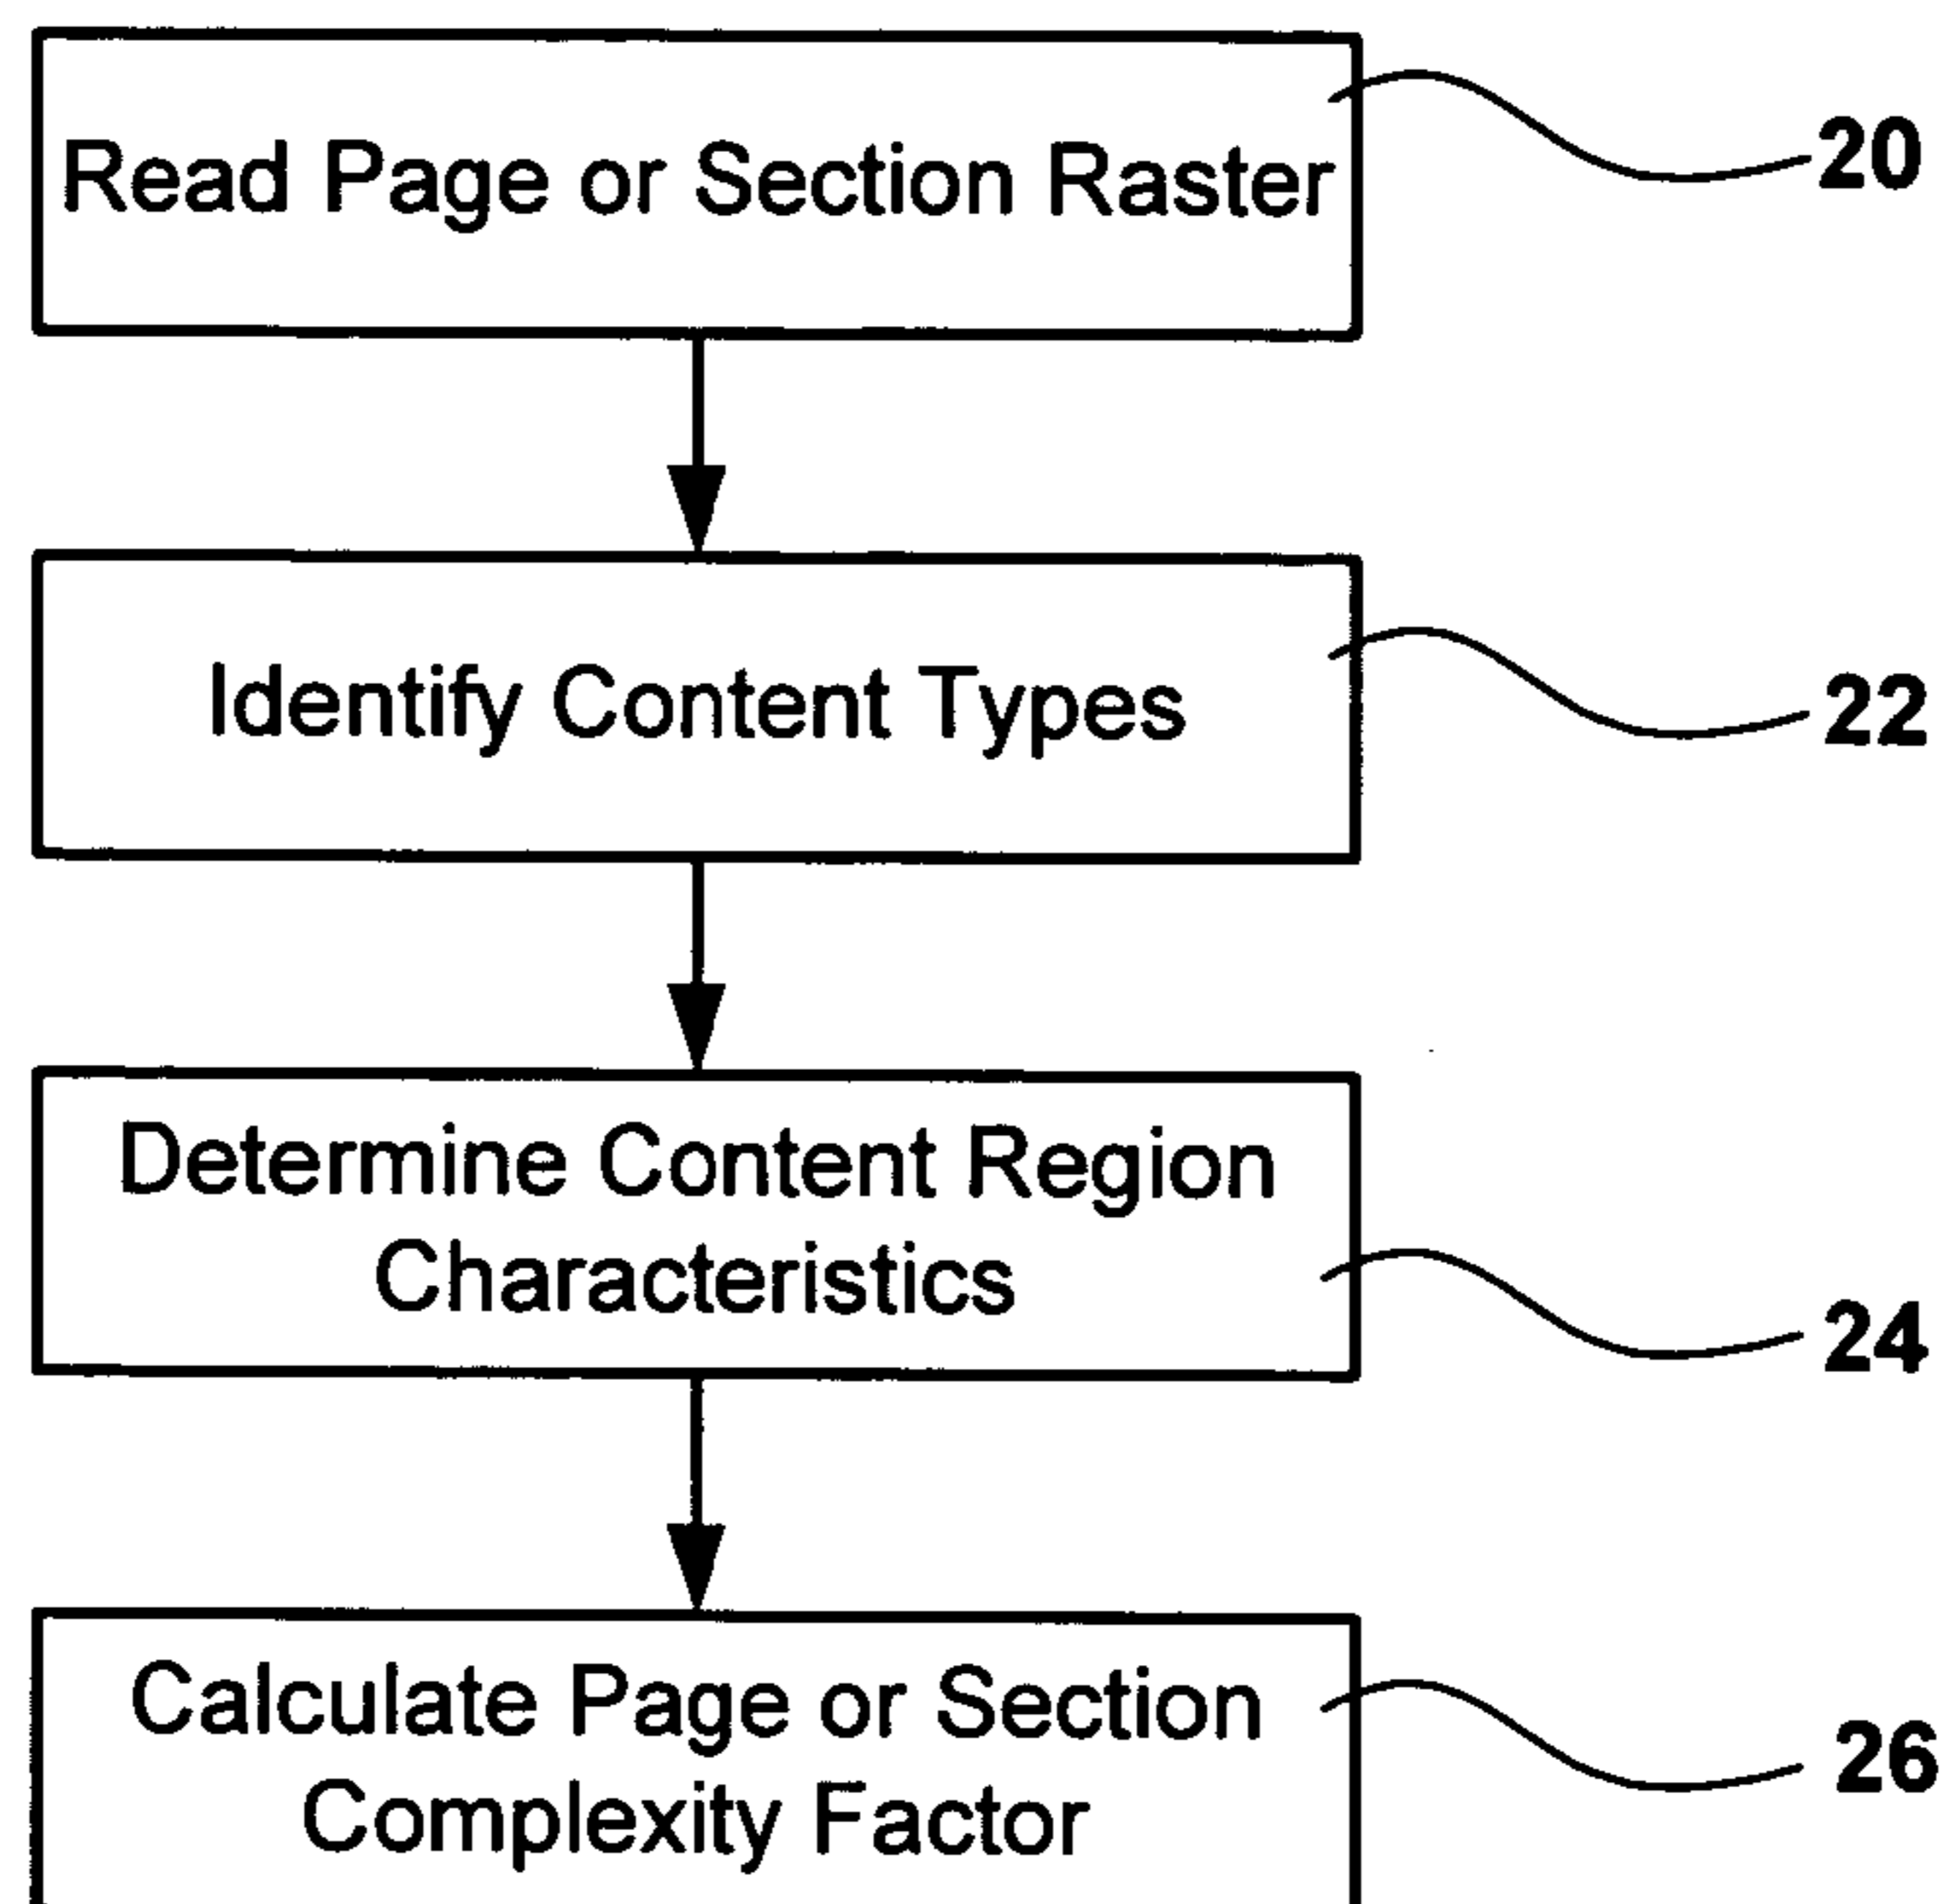 Read Page or Section Raster
20
Identify Content Types
22
Determine Content Region
Characteristics
24
Calculate Page or Section
Complexity Factor
26